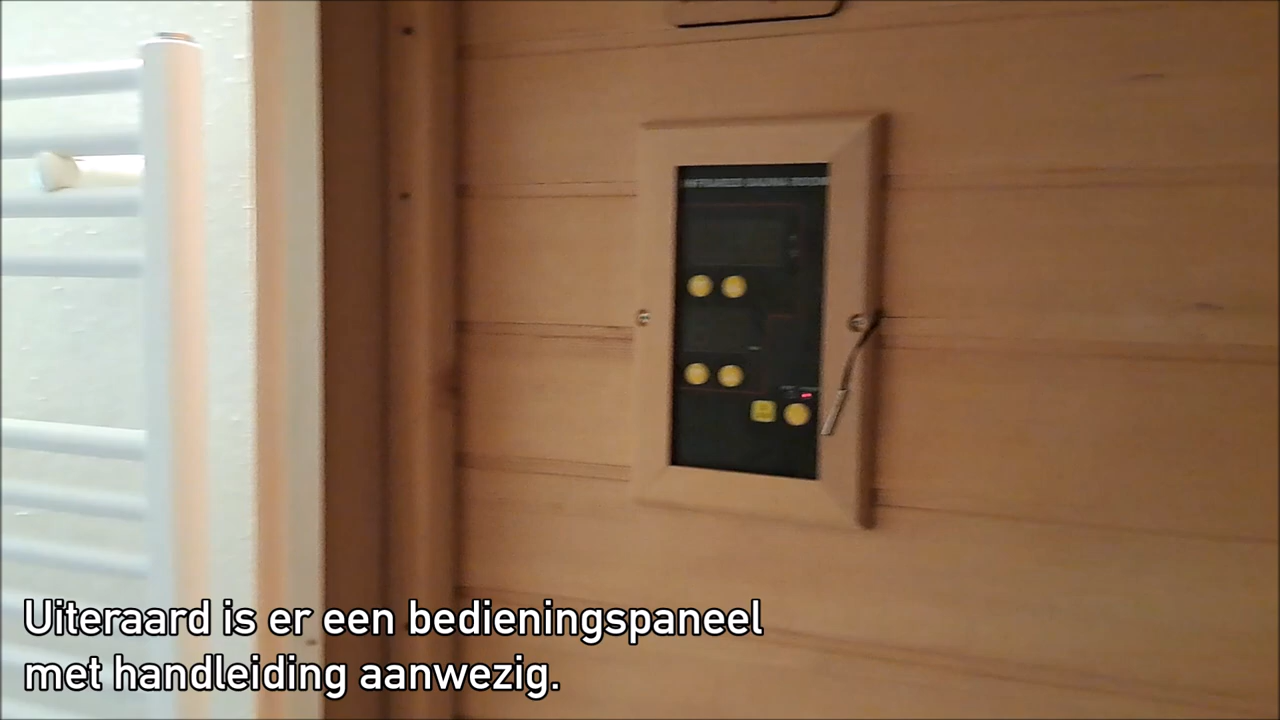 Uiteraard is er een bedieningspaneel
met handleiding aanwezig.